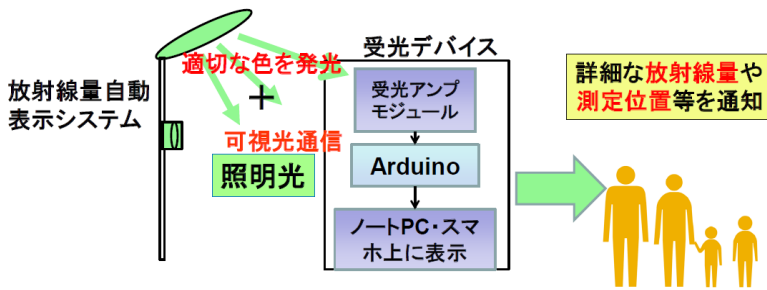 放射線量自動
表示システム
適切な色を発光
＋
可視光通信
照明光
受光デバイス
受光アンプ
モジュール
Arduino
ノートPC・スマ
ホ上に表示
詳細な放射線量や
測定位置等を通知